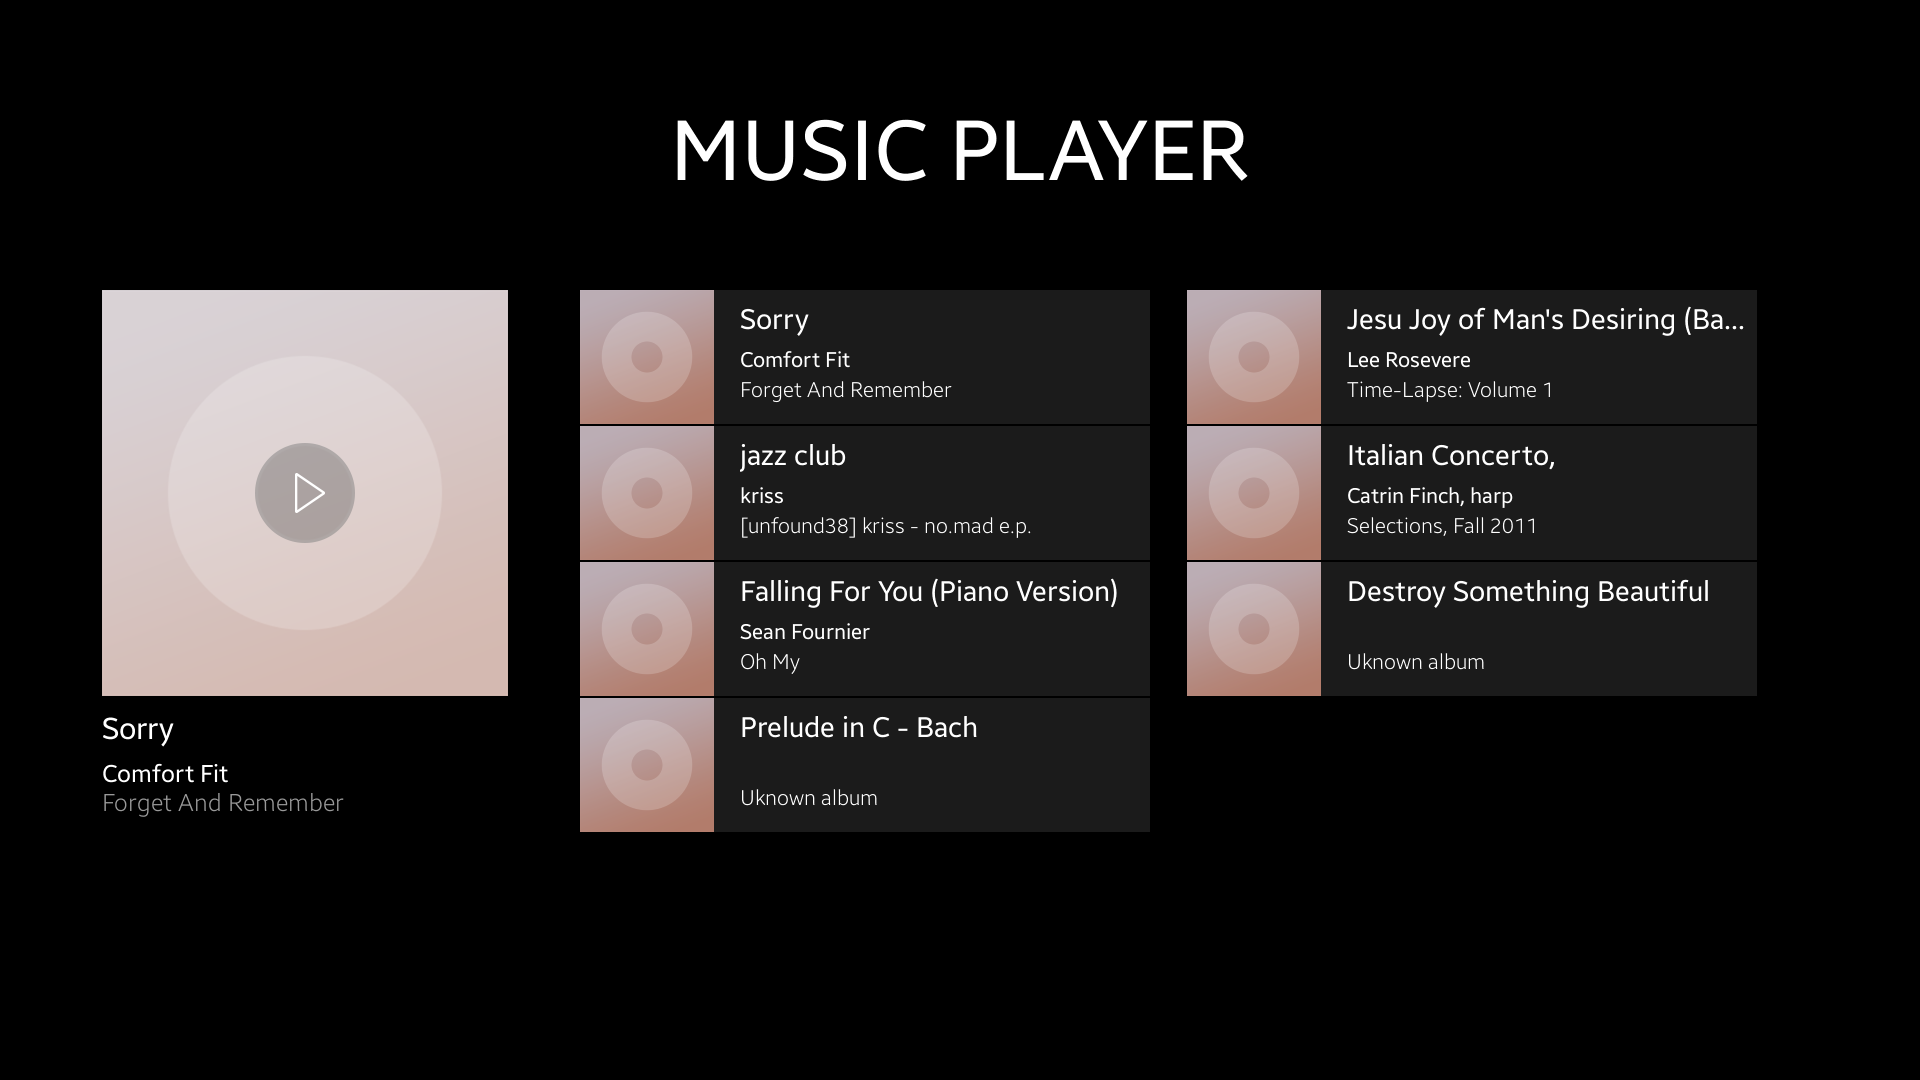 MUSIC PLAYER
Sorry
Comfort Fit
Forget And Remember
Sorry
Comfort Fit
Forget And Remember
jazz club
kriss
[unfound38] kriss - no.mad e.p.
Falling For You (Piano Version)
Sean Fournier
Oh My
Prelude in C - Bach
Uknown album
Jesu Joy of Man's Desiring (Ba...
Lee Rosevere
Time-Lapse: Volume 1
Italian Concerto,
Catrin Finch, harp
Selections, Fall 2011
Destroy Something Beautiful
Uknown album